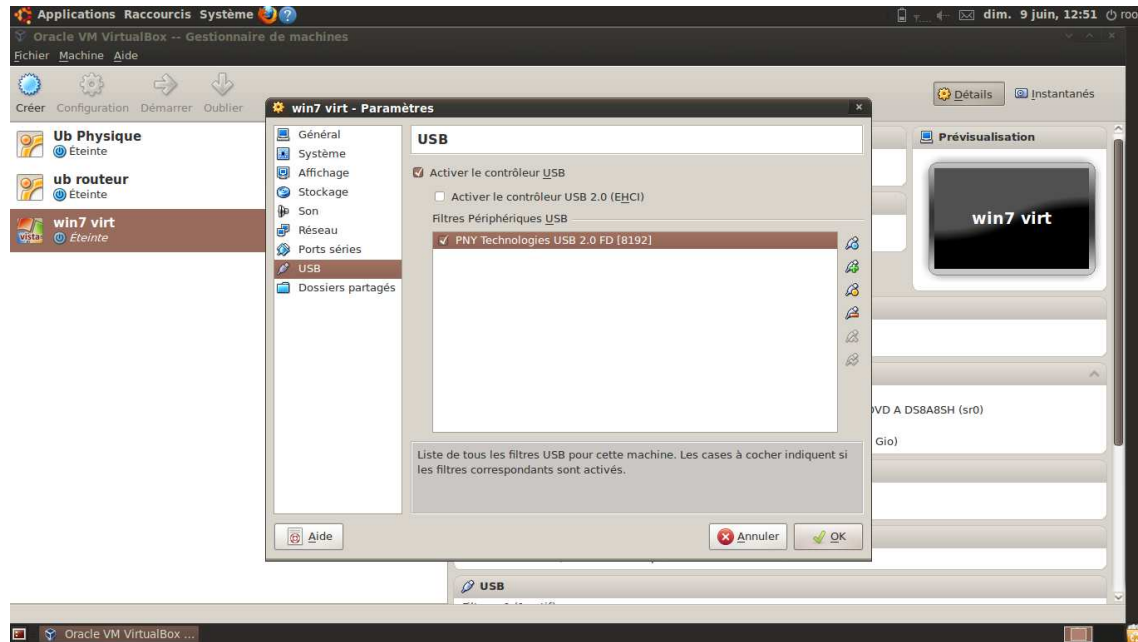 Applications Raccourcis Système
dim. 9 juin, 12:51 roo
Oracle VM VirtualBox -- Gestionnaire de machines
Fichier Machine Aide
Créer Configuration Démarrer Oublier
Détails Instantanés
Ub Physique
Éteinte
ub routeur
Éteinte
win7 virt
vista
Éteinte
win7 virt - Paramètres
Général
Système
Affichage
Stockage
Son
Réseau
Ports séries
USB
Dossiers partagés
USB
Activer le contrôleur USB
Activer le contrôleur USB 2.0 (EHCI)
Filtres Périphériques USB
PNY Technologies USB 2.0 FD [8192]
Liste de tous les filtres USB pour cette machine. Les cases à cocher indiquent si
les filtres correspondants sont activés.
Aide
Annuler OK
Prévisualisation
win7 virt
VD A DS8A8SH (sr0)
Gio)
USB
Oracle VM VirtualBox ...